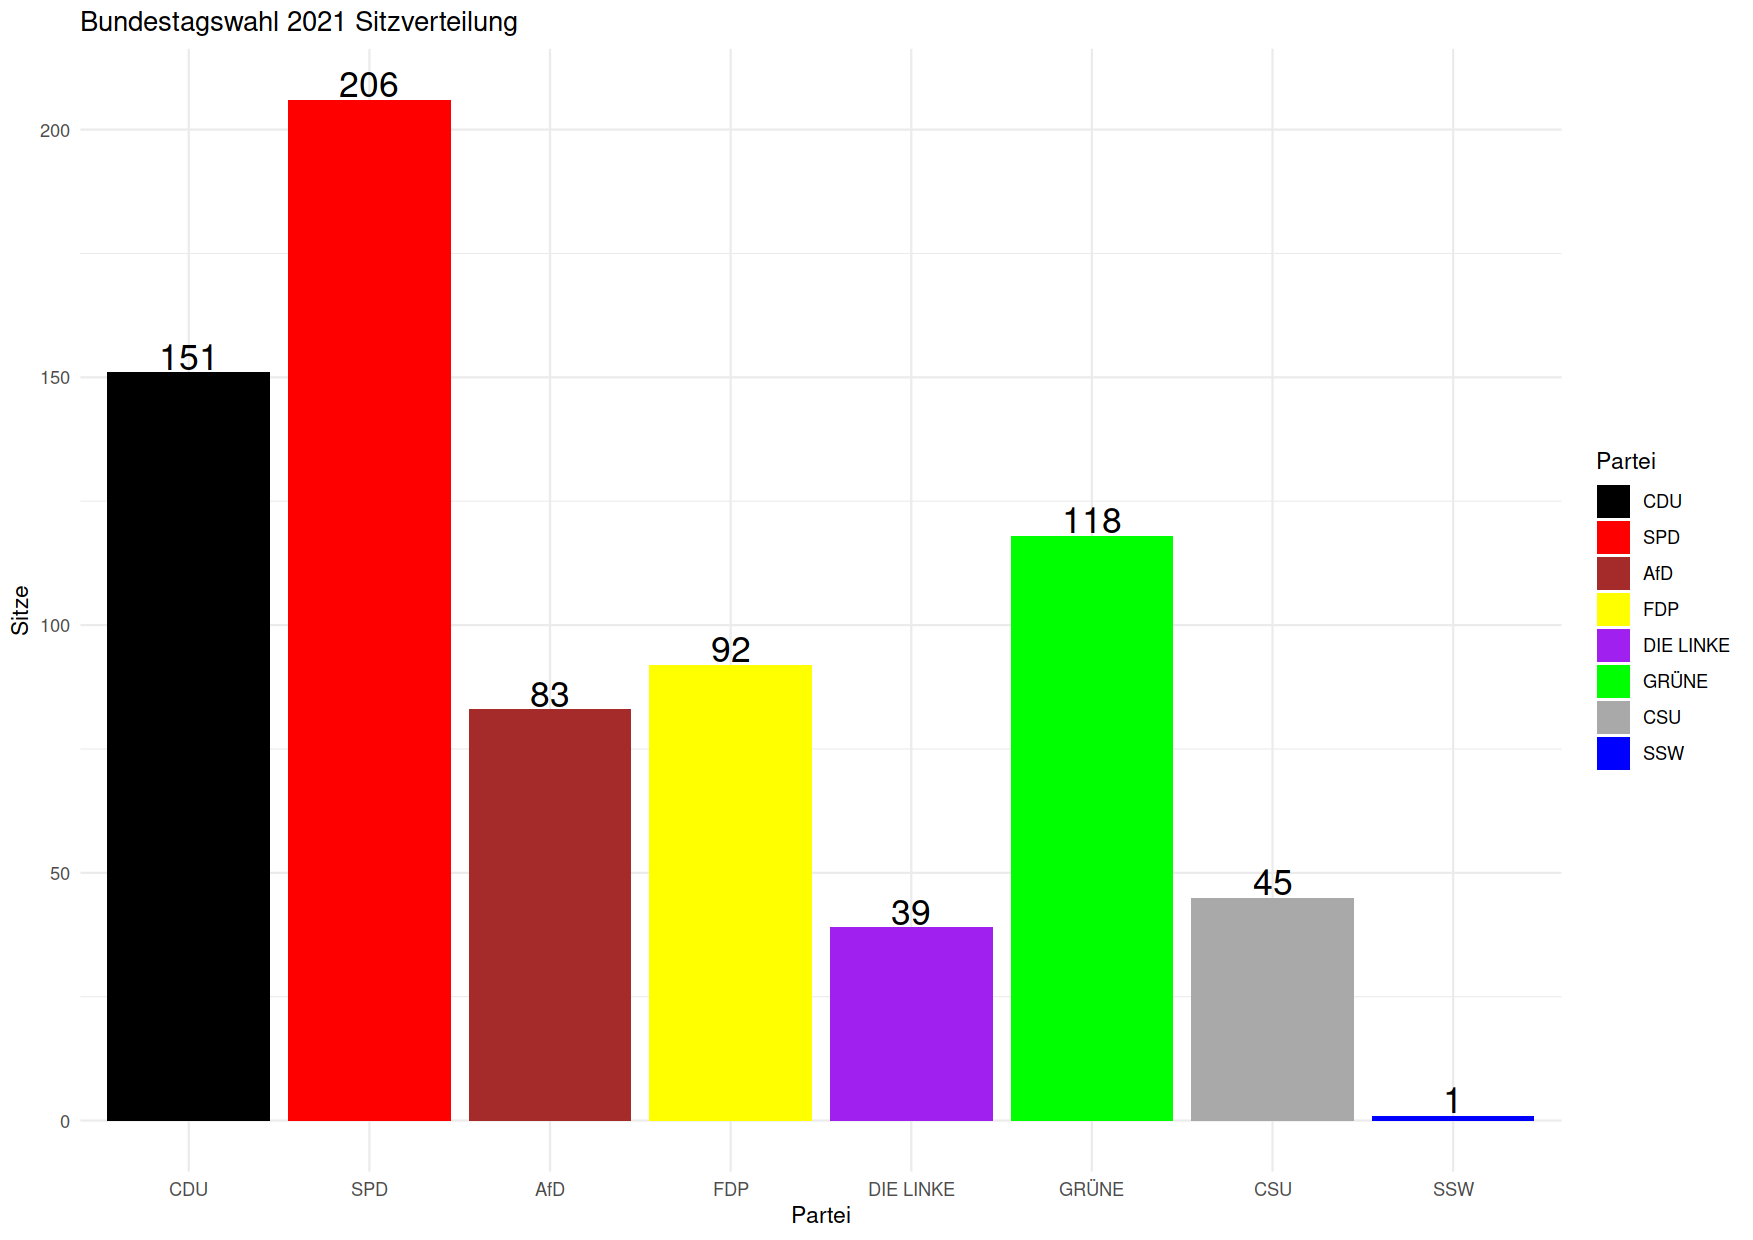 Bundestagswahl 2021 Sitzverteilung
206
200
151
150
118
100
92
83
50
45
39
1
0
Sitze
CDU SPD AfD FDP DIE LINKE GRÜNE CSU SSW
Partei
Partei
CDU
SPD
AfD
FDP
DIE LINKE
GRÜNE
CSU
SSW